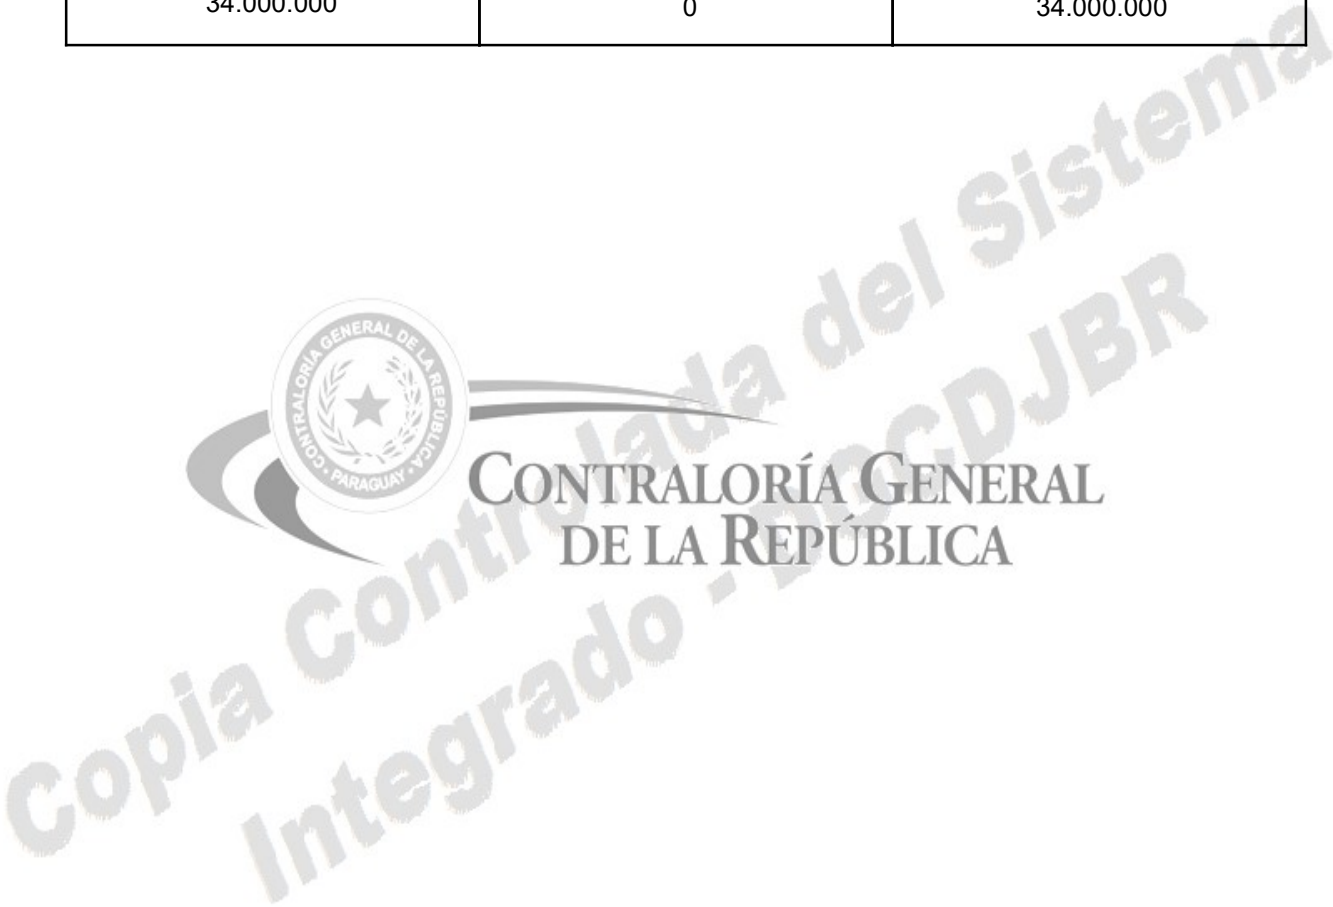 34.000.000 0 34.000.000
CONTRALORÍA GENERAL DE LA REPÚBLICA
• PARAGUAY •
CONTRALORÍA GENERAL
DE LA REPÚBLICA
Copia Controlada del Sistema
Integrado - DGCDJBR